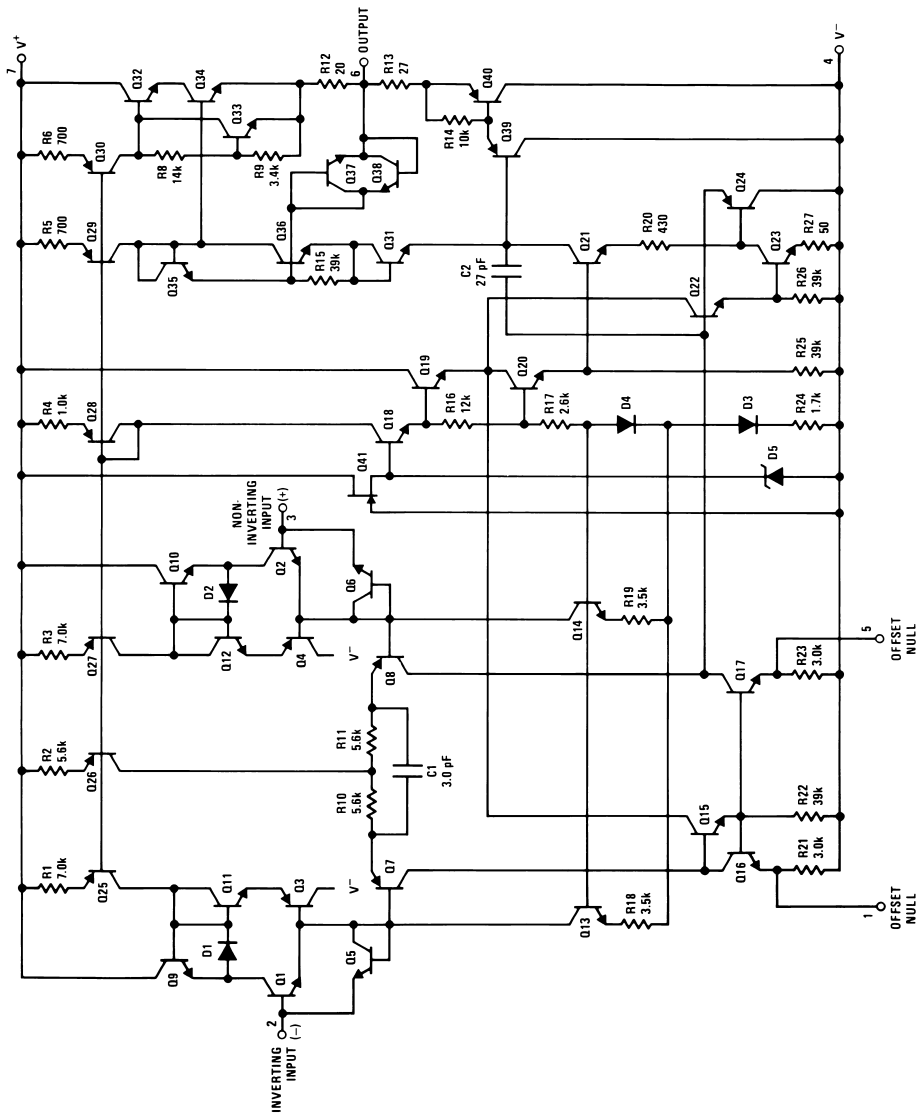 7
V+
R1
7.0k
R2
5.6k
R3
7.0k
R4
1.0k
R5
700
R6
700
Q25
Q26
Q27
Q28
Q29
Q30
Q32
Q34
Q33
R8
14k
R9
3.4k
R12
20
6
OUTPUT
R13
27
Q9
Q11
D1
Q1
Q3
V−
2
INVERTING
INPUT
(−)
Q5
Q7
Q10
Q12
D2
Q2
Q4
V−
NON-
INVERTING
INPUT
3
(+)
Q6
Q8
R10
5.6k
R11
5.6k
C1
3.0 pF
Q41
Q18
Q35
Q36
R15
39k
Q31
Q37
Q38
R14
10k
Q40
Q39
C2
27 pF
Q19
R16
12k
Q20
R17
2.6k
D4
D3
D5
R24
1.7k
R25
39k
Q21
R20
430
Q22
Q24
Q23
R26
39k
R27
50
Q13
R18
3.5k
Q14
R19
3.5k
Q15
Q16
Q17
R21
3.0k
R22
39k
R23
3.0k
4
V−
1
OFFSET
NULL
5
OFFSET
NULL